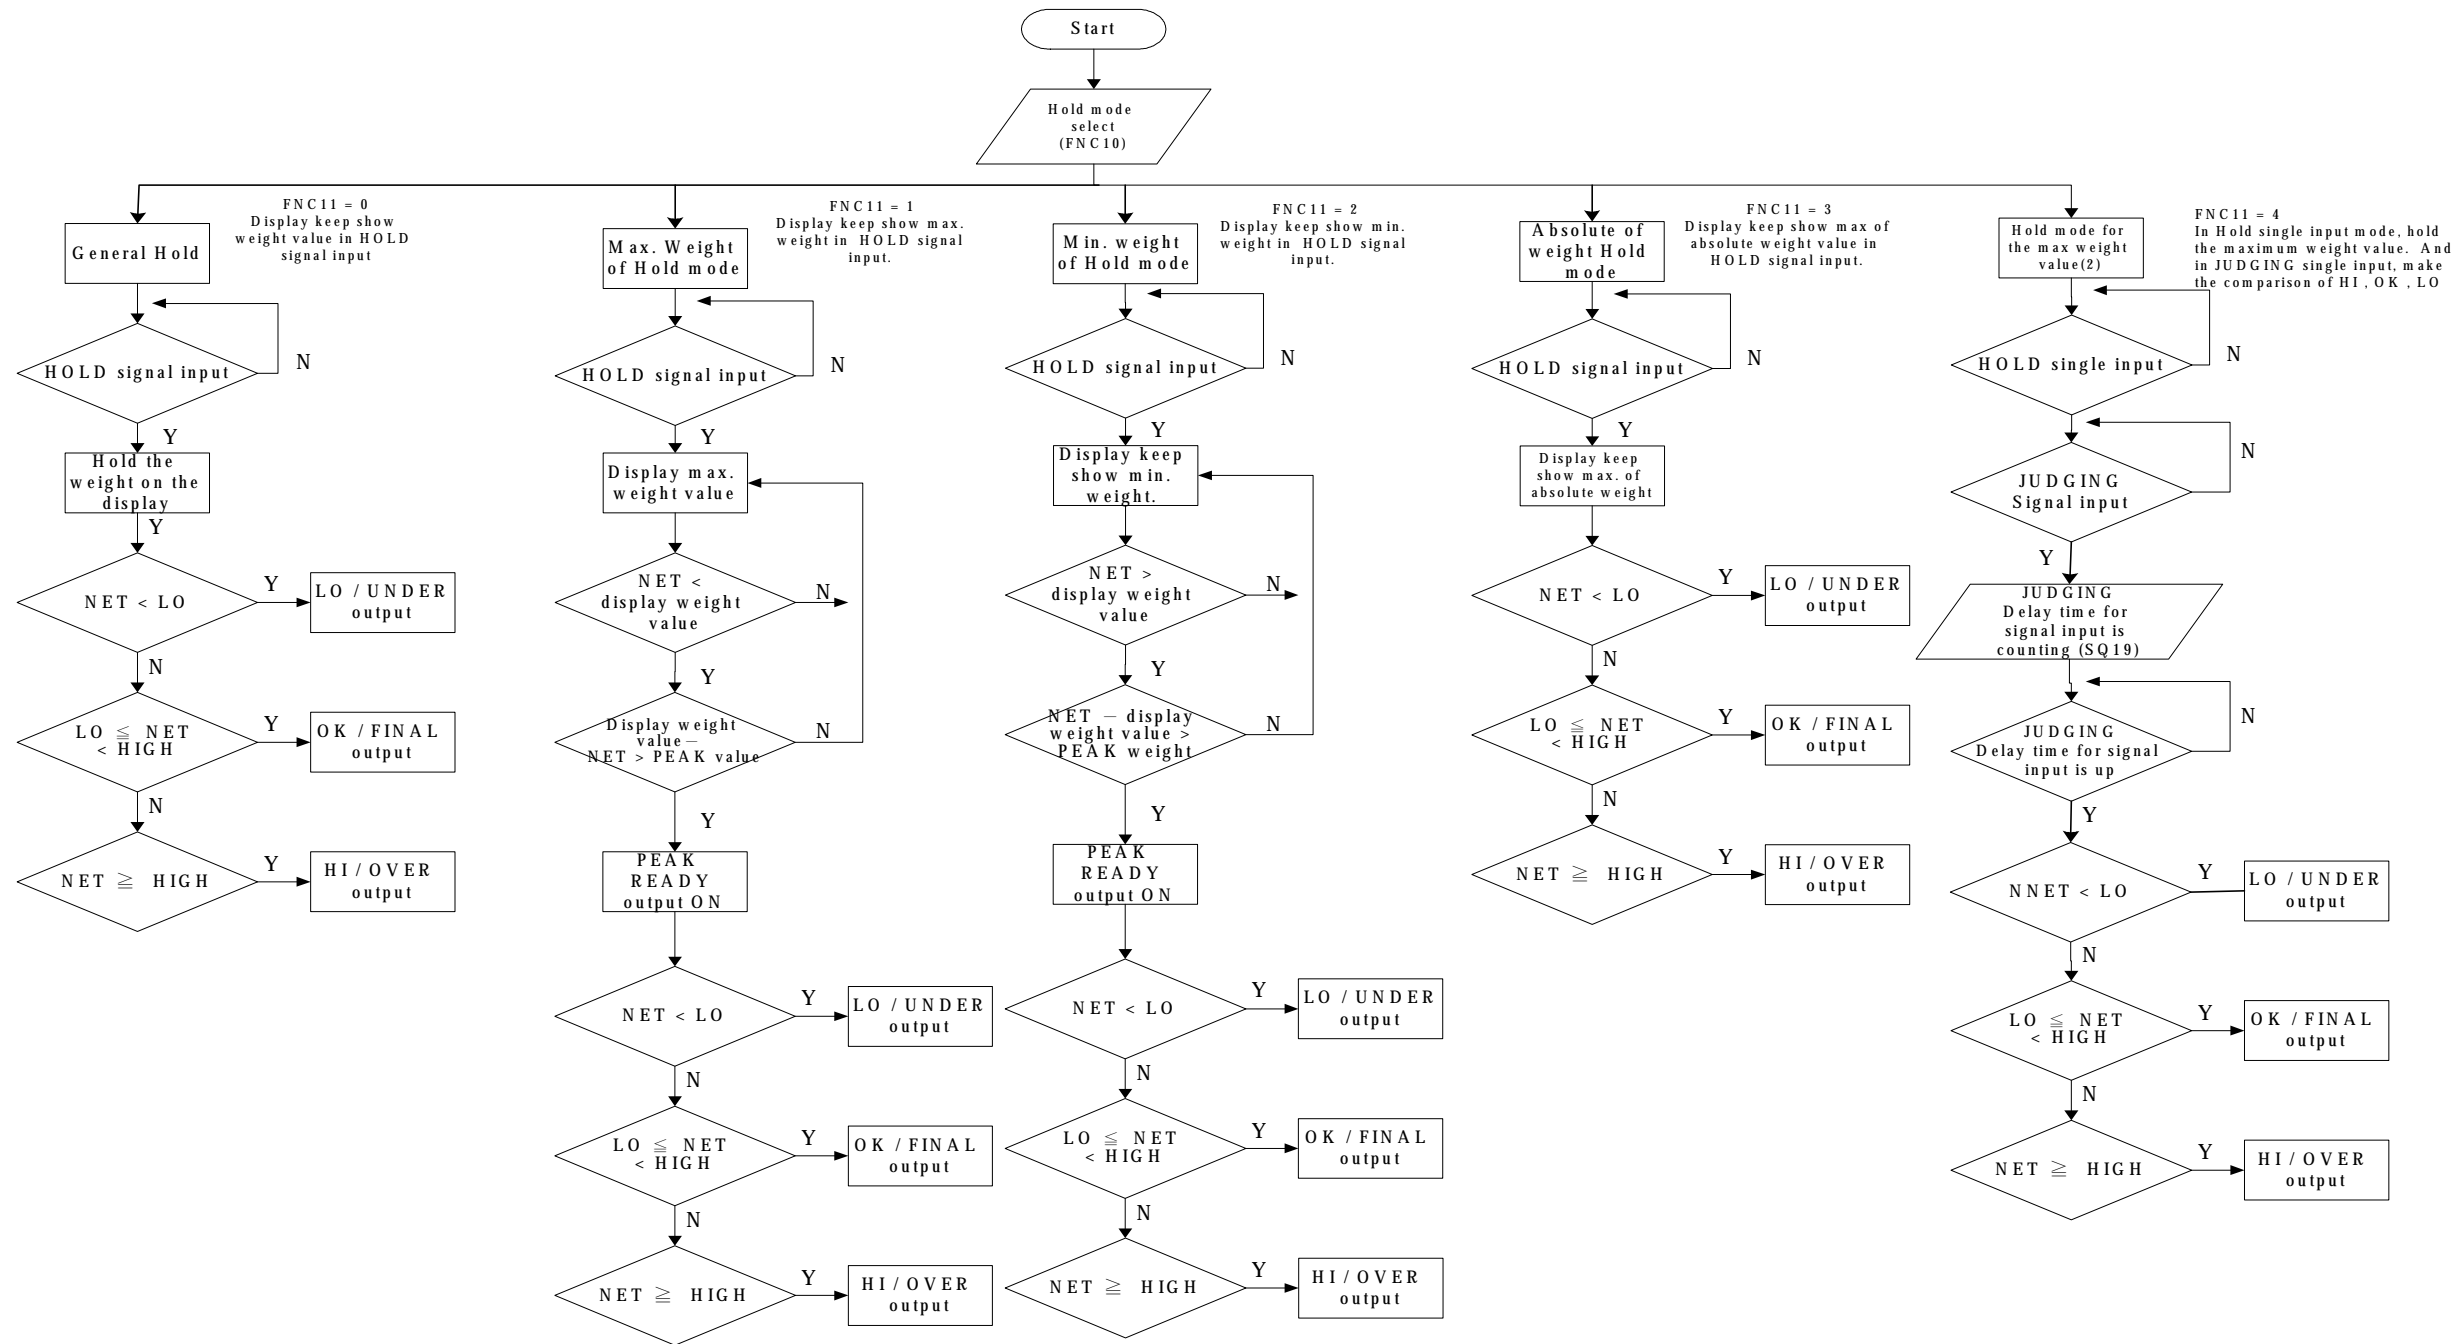 Start
Hold mode
select
(FNC10)
FNC11 = 0
Display keep show
weight value in HOLD
signal input
General Hold
HOLD signal input
N
Y
Hold the
weight on the
display
Y
NET < LO
Y
LO / UNDER
output
N
LO ≦ NET
< HIGH
Y
OK / FINAL
output
N
NET ≧ HIGH
Y
HI / OVER
output
FNC11 = 1
Display keep show max.
weight in HOLD signal
input.
Max. Weight
of Hold mode
HOLD signal input
N
Y
Display max.
weight value
NET <
display weight
value
N
Y
Display weight
value－
NET > PEAK value
N
Y
PEAK
READY
output ON
NET < LO
Y
LO / UNDER
output
N
LO ≦ NET
< HIGH
Y
OK / FINAL
output
N
NET ≧ HIGH
Y
HI / OVER
output
FNC11 = 2
Display keep show min.
weight in HOLD signal
input.
Min. weight
of Hold mode
HOLD signal input
N
Y
Display keep
show min.
weight.
NET >
display weight
value
N
Y
NET － display
weight value >
PEAK weight
N
Y
PEAK
READY
output ON
NET < LO
Y
LO / UNDER
output
N
LO ≦ NET
< HIGH
Y
OK / FINAL
output
N
NET ≧ HIGH
Y
HI / OVER
output
FNC11 = 3
Display keep show max of
absolute weight value in
HOLD signal input.
Absolute of
weight Hold
mode
HOLD signal input
N
Y
Display keep
show max. of
absolute weight
NET < LO
Y
LO / UNDER
output
N
LO ≦ NET
< HIGH
Y
OK / FINAL
output
N
NET ≧ HIGH
Y
HI / OVER
output
FNC11 = 4
In Hold single input mode, hold
the maximum weight value. And
in JUDGING single input, make
the comparison of HI , OK , LO
Hold mode for
the max weight
value(2)
HOLD single input
N
JUDGING
Signal input
N
Y
JUDGING
Delay time for
signal input is
counting (SQ19)
JUDGING
Delay time for signal
input is up
N
Y
NNET < LO
Y
LO / UNDER
output
N
LO ≦ NET
< HIGH
Y
OK / FINAL
output
N
NET ≧ HIGH
Y
HI / OVER
output